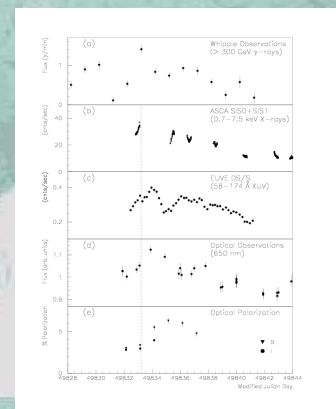 (a)
Whipple Observations
(> 300 GeV γ-rays)
Flux (γ/min)
1
0
(b)
ASCA SIS0+SIS1
(0.7-7.5 keV X-rays)
(cnts/sec)
40
20
0
(c)
EUVE DS/S
(58-174 Å XUV)
(cnts/sec)
0.4
0.2
(d)
Optical Observations
(650 nm)
Flux (arb. units)
1.1
1
0.9
(e)
Optical Polarization
% Polarization
5
0
49828 49830 49832 49834 49836 49838 49840 49842 49844
Modified Julian Day